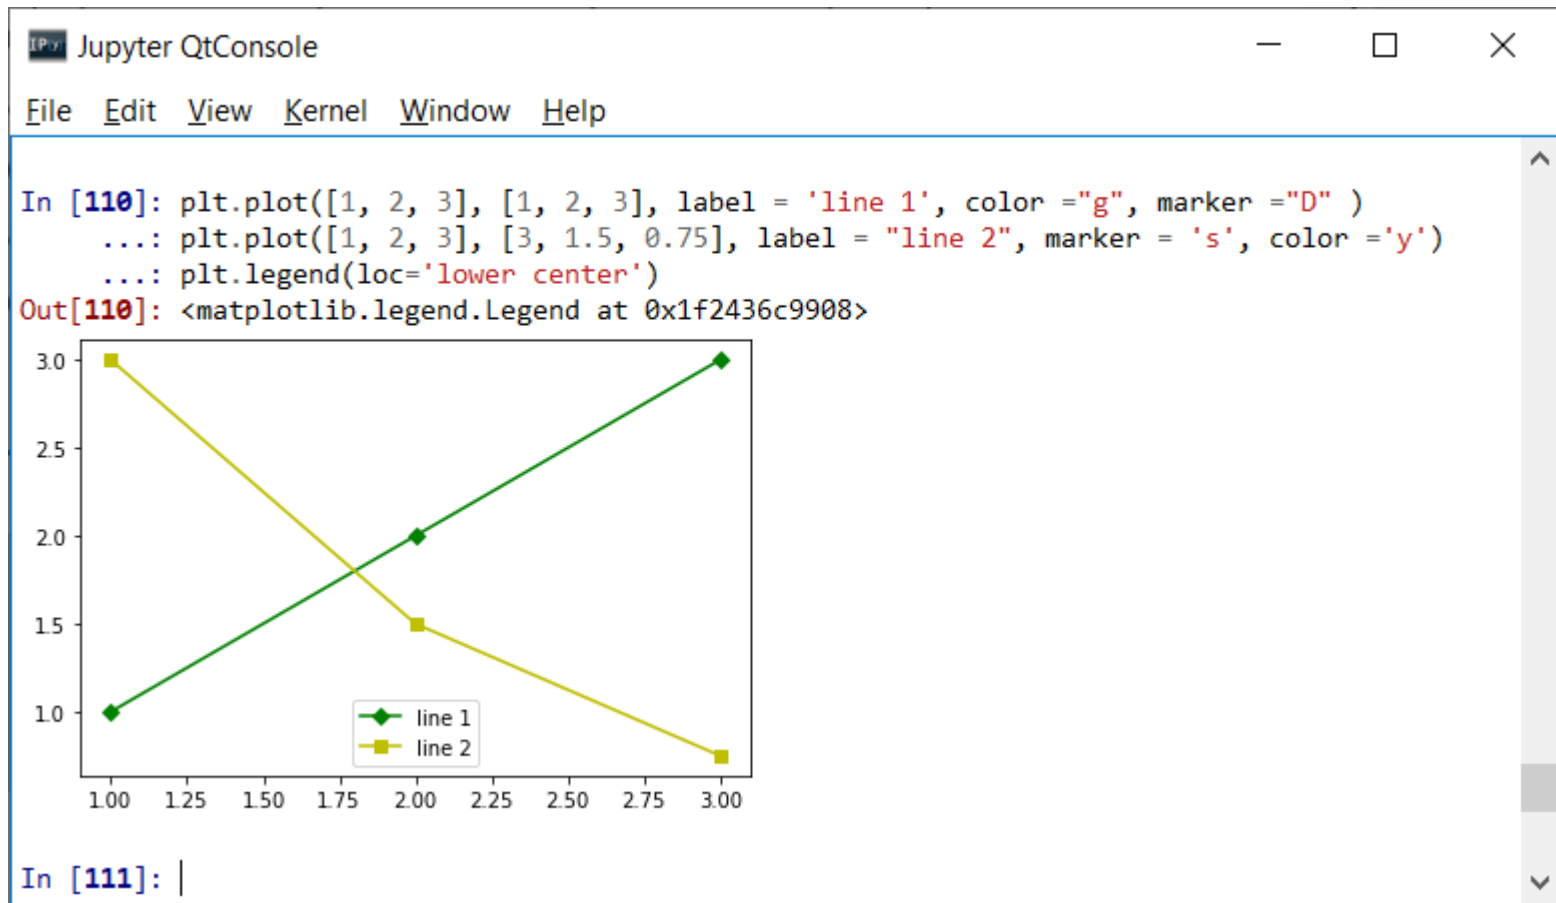 IP[y]: Jupyter QtConsole
File Edit View Kernel Window Help
In [110]: plt.plot([1, 2, 3], [1, 2, 3], label = 'line 1', color ="g", marker ="D" )
...: plt.plot([1, 2, 3], [3, 1.5, 0.75], label = "line 2", marker = 's', color ='y')
...: plt.legend(loc='lower center')
Out[110]: <matplotlib.legend.Legend at 0x1f2436c9908>
3.0
2.5
2.0
1.5
1.0
line 1
line 2
1.00 1.25 1.50 1.75 2.00 2.25 2.50 2.75 3.00
In [111]: